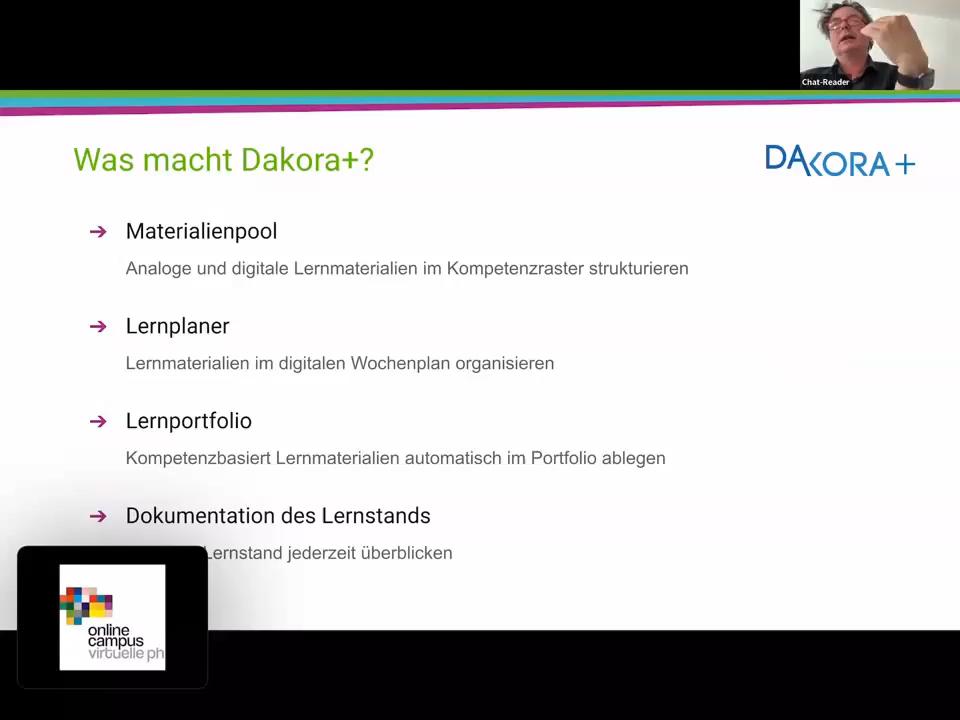 Chat-Reader
Was macht Dakora+?
DAKORA+
Materialienpool
Analoge und digitale Lernmaterialien im Kompetenzraster strukturieren
Lernplaner
Lernmaterialien im digitalen Wochenplan organisieren
Lernportfolio
Kompetenzbasiert Lernmaterialien automatisch im Portfolio ablegen
Dokumentation des Lernstands
Lernstand jederzeit überblicken
online
campus
virtuelle ph